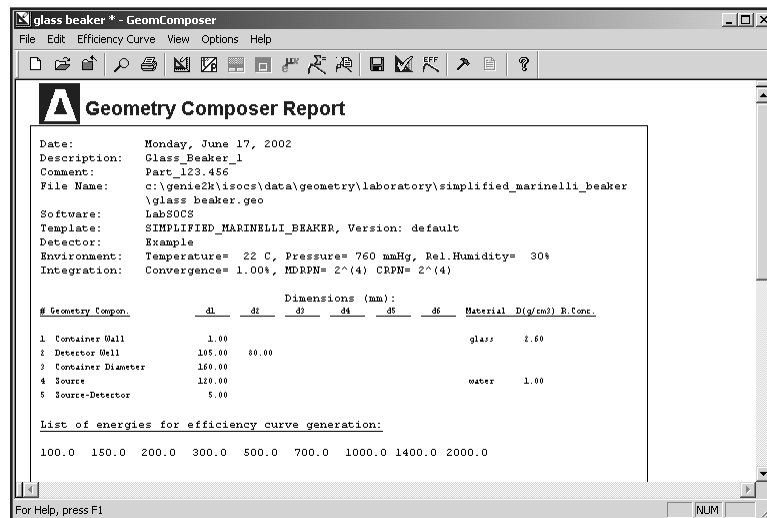 glass beaker * - GeomComposer
File Edit Efficiency Curve View Options Help
Geometry Composer Report
Date: Monday, June 17, 2002
Description: Glass_Beaker_1
Comment: Part_123.456
File Name: c:\genie2k\isocs\data\geometry\laboratory\simplified_marinelli_beaker
\glass beaker.geo
Software: LabSOCS
Template: SIMPLIFIED_MARINELLI_BEAKER, Version: default
Detector: Example
Environment: Temperature= 22 C, Pressure= 760 mmHg, Rel.Humidity= 30%
Integration: Convergence= 1.00%, MDRPN= 2^(4) CRPN= 2^(4)
Dimensions (mm):
# Geometry Compon. d1 d2 d3 d4 d5 d6 Material D(g/cm3) R.Conc.
1 Container Wall 1.00 glass 2.60
2 Detector Well 105.00 80.00
3 Container Diameter 160.00
4 Source 120.00 water 1.00
5 Source-Detector 5.00
List of energies for efficiency curve generation:
100.0 150.0 200.0 300.0 500.0 700.0 1000.0 1400.0 2000.0
For Help, press F1 NUM